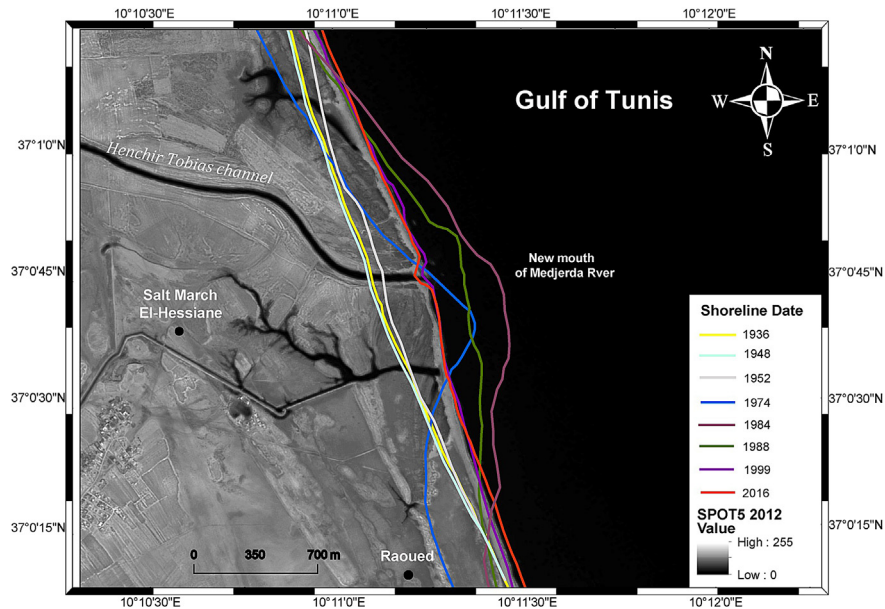 10°10'30"E 10°11'0"E 10°11'30"E 10°12'0"E
N
W E
S
Gulf of Tunis
37°1'0"N
37°1'0"N
Henchir Tobias channel
New mouth
of Medjerda Rver
37°0'45"N
37°0'45"N
Salt March
El-Hessiane
Shoreline Date
1936
1948
1952
1974
1984
1988
1999
2016
37°0'30"N
37°0'30"N
SPOT5 2012
Value
High : 255
Low : 0
37°0'15"N
37°0'15"N
0 350 700 m
Raoued
10°10'30"E 10°11'0"E 10°11'30"E 10°12'0"E